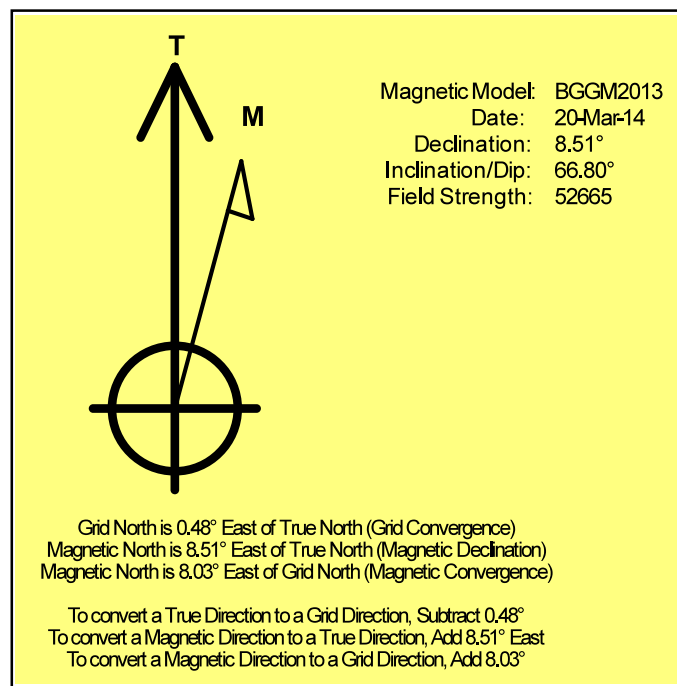 T
M
Magnetic Model: BGGM2013
Date: 20-Mar-14
Declination: 8.51°
Inclination/Dip: 66.80°
Field Strength: 52665
Grid North is 0.48° East of True North (Grid Convergence)
Magnetic North is 8.51° East of True North (Magnetic Declination)
Magnetic North is 8.03° East of Grid North (Magnetic Convergence)
To convert a True Direction to a Grid Direction, Subtract 0.48°
To convert a Magnetic Direction to a True Direction, Add 8.51° East
To convert a Magnetic Direction to a Grid Direction, Add 8.03°